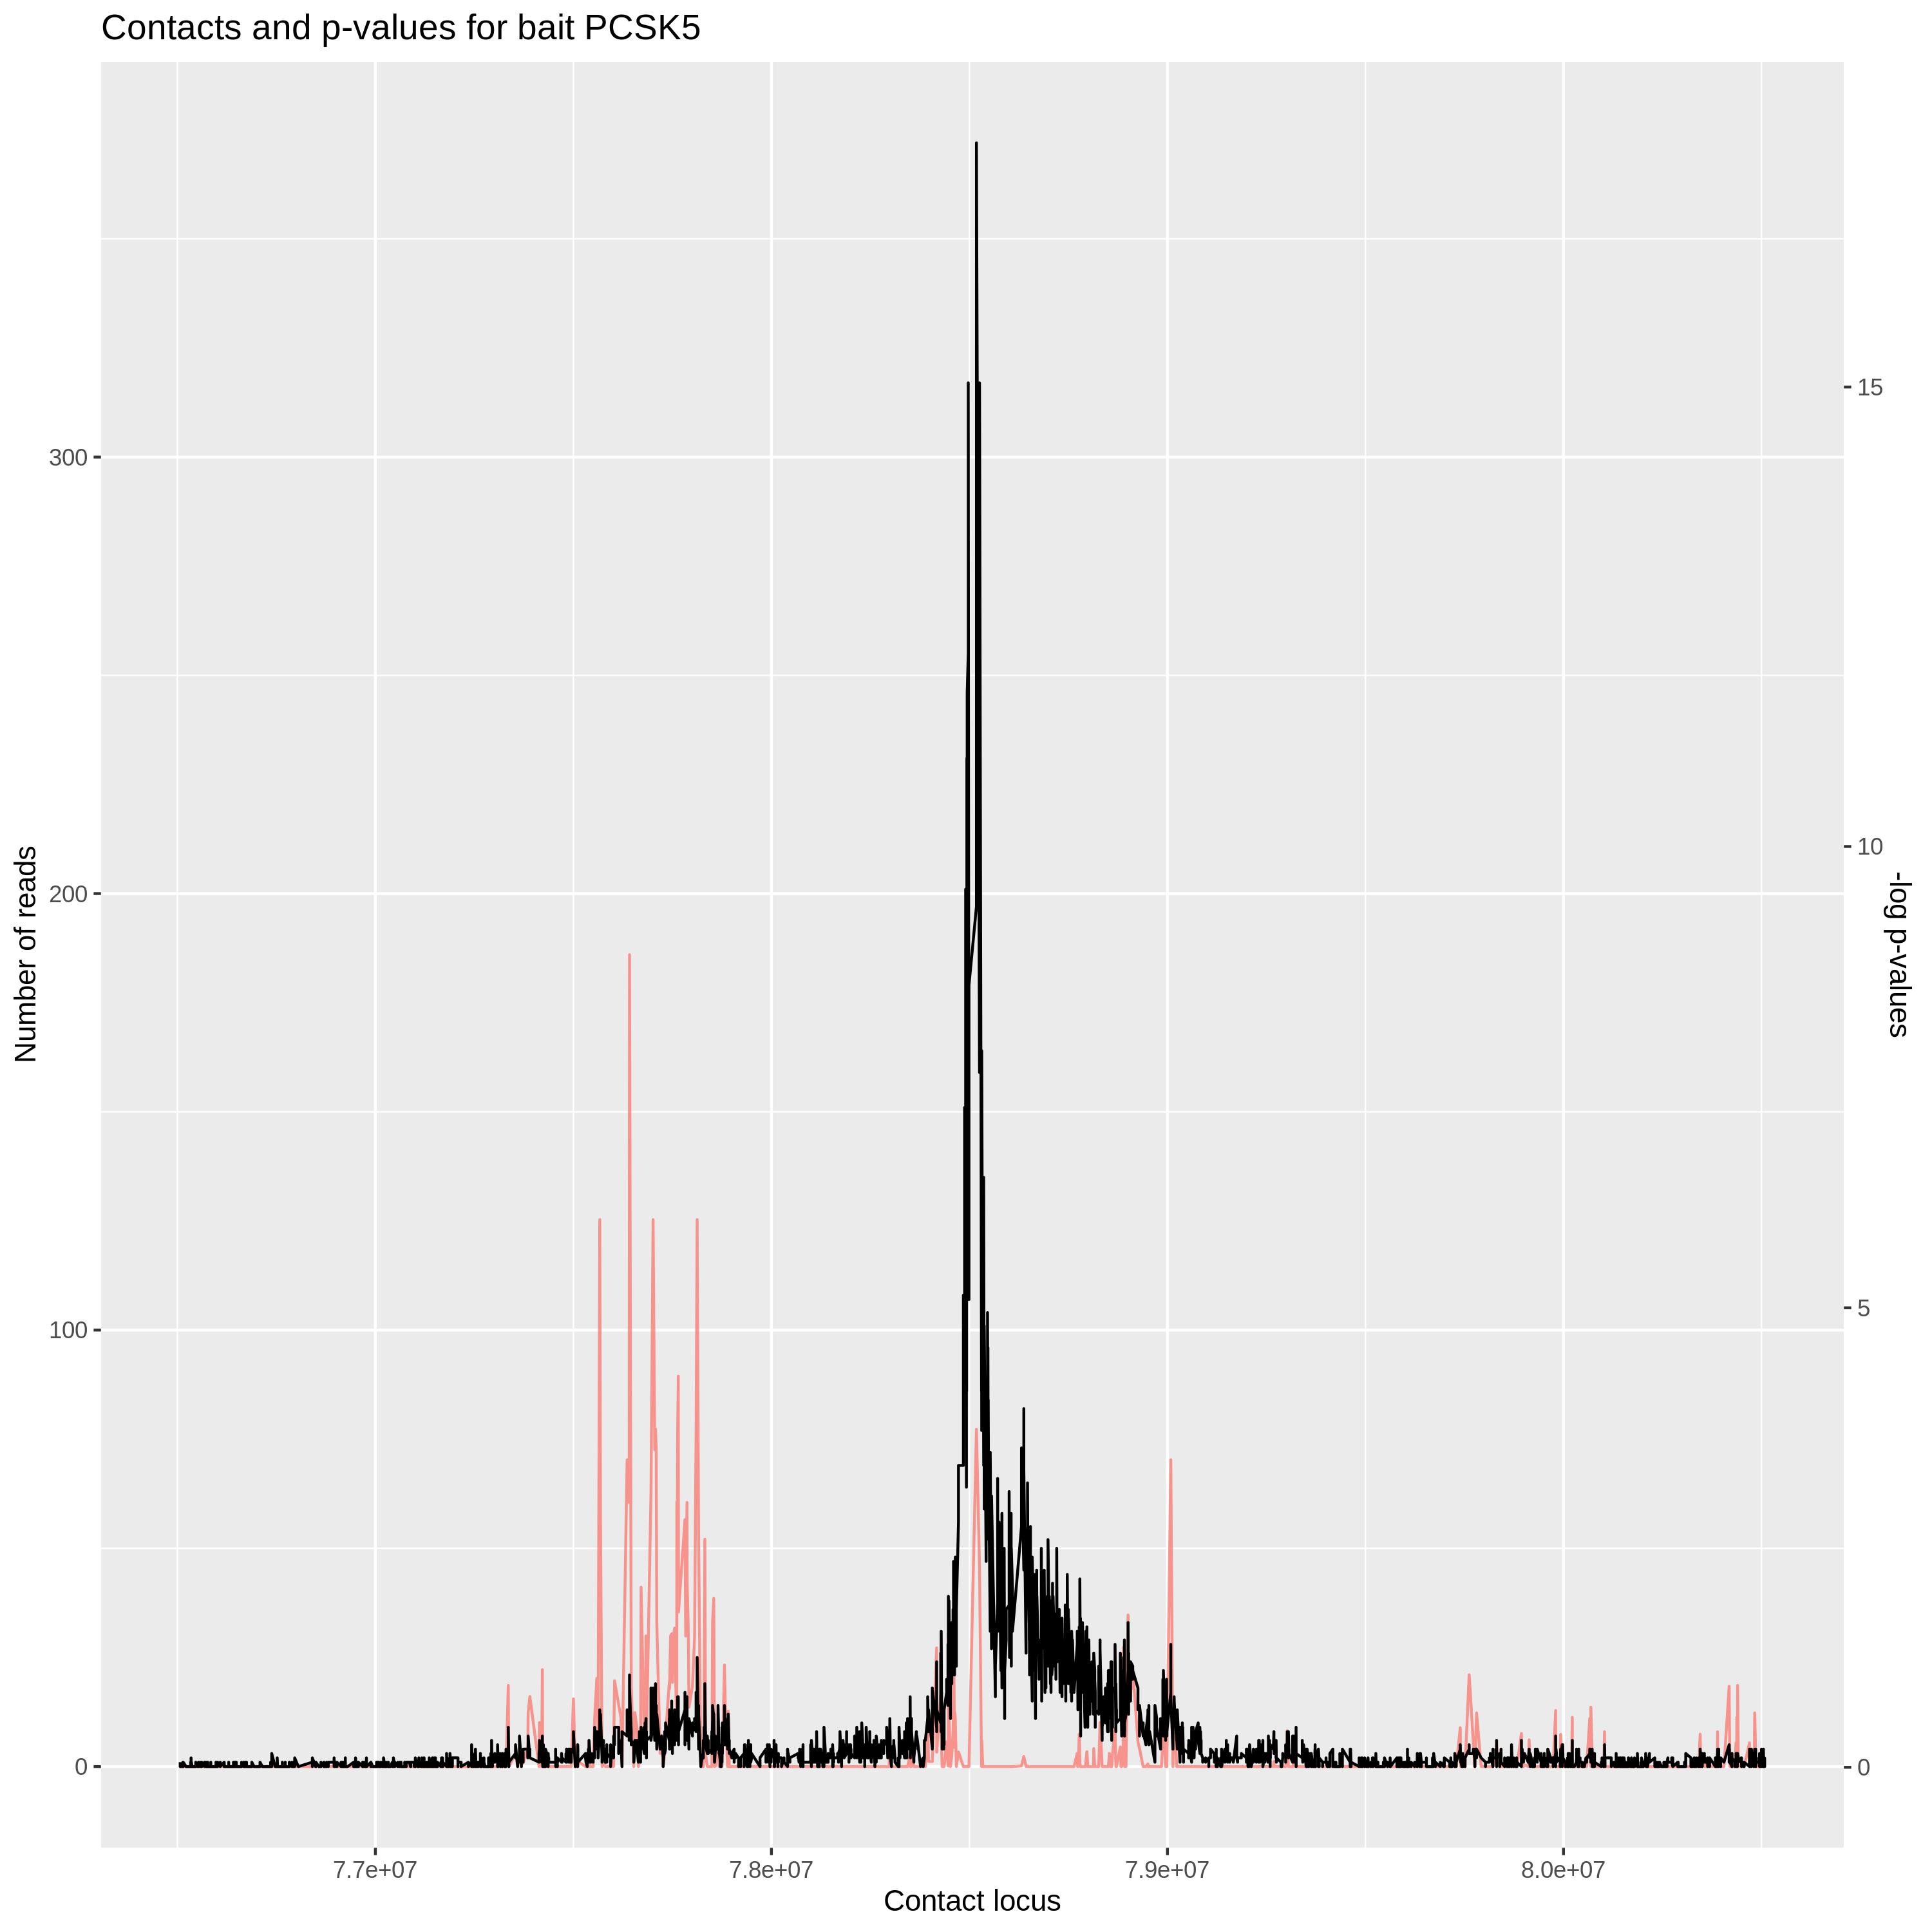 Contacts and p-values for bait PCSK5
Number of reads
300
200
100
0
15
10
5
0
-log p-values
7.7e+07
7.8e+07
7.9e+07
8.0e+07
Contact locus